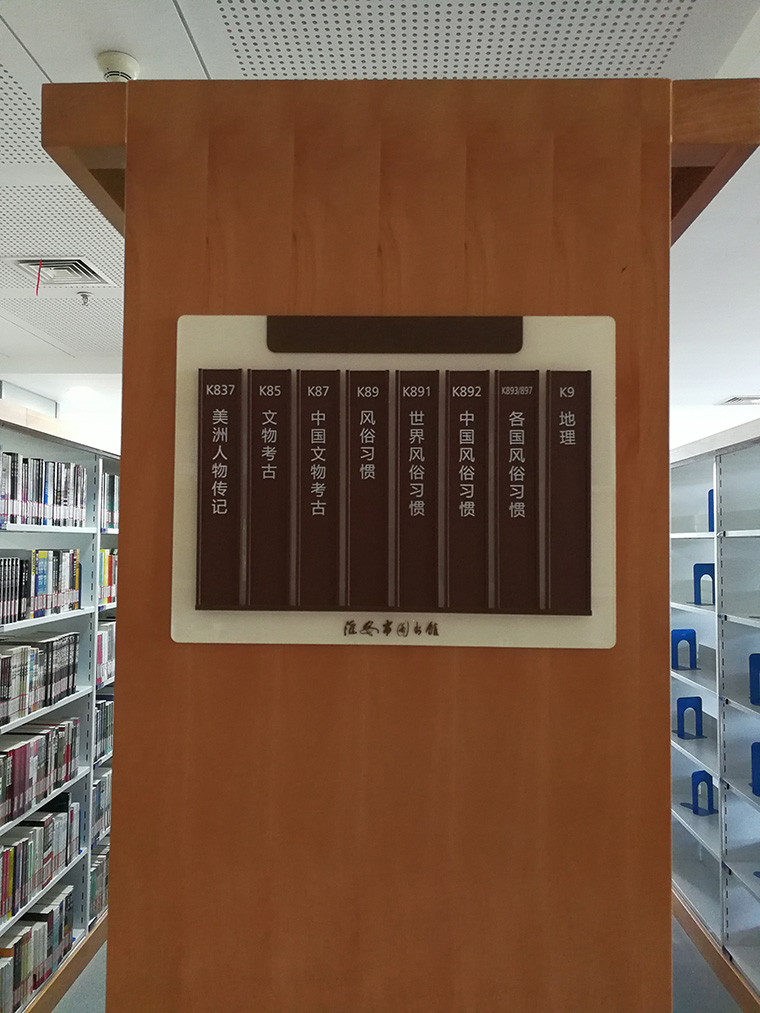 K837
美洲人物传记
K85
文物考古
K87
中国文物考古
K89
风俗习惯
K891
世界风俗习惯
K892
中国风俗习惯
K893/897
各国风俗习惯
K9
地理
淮安市图书馆